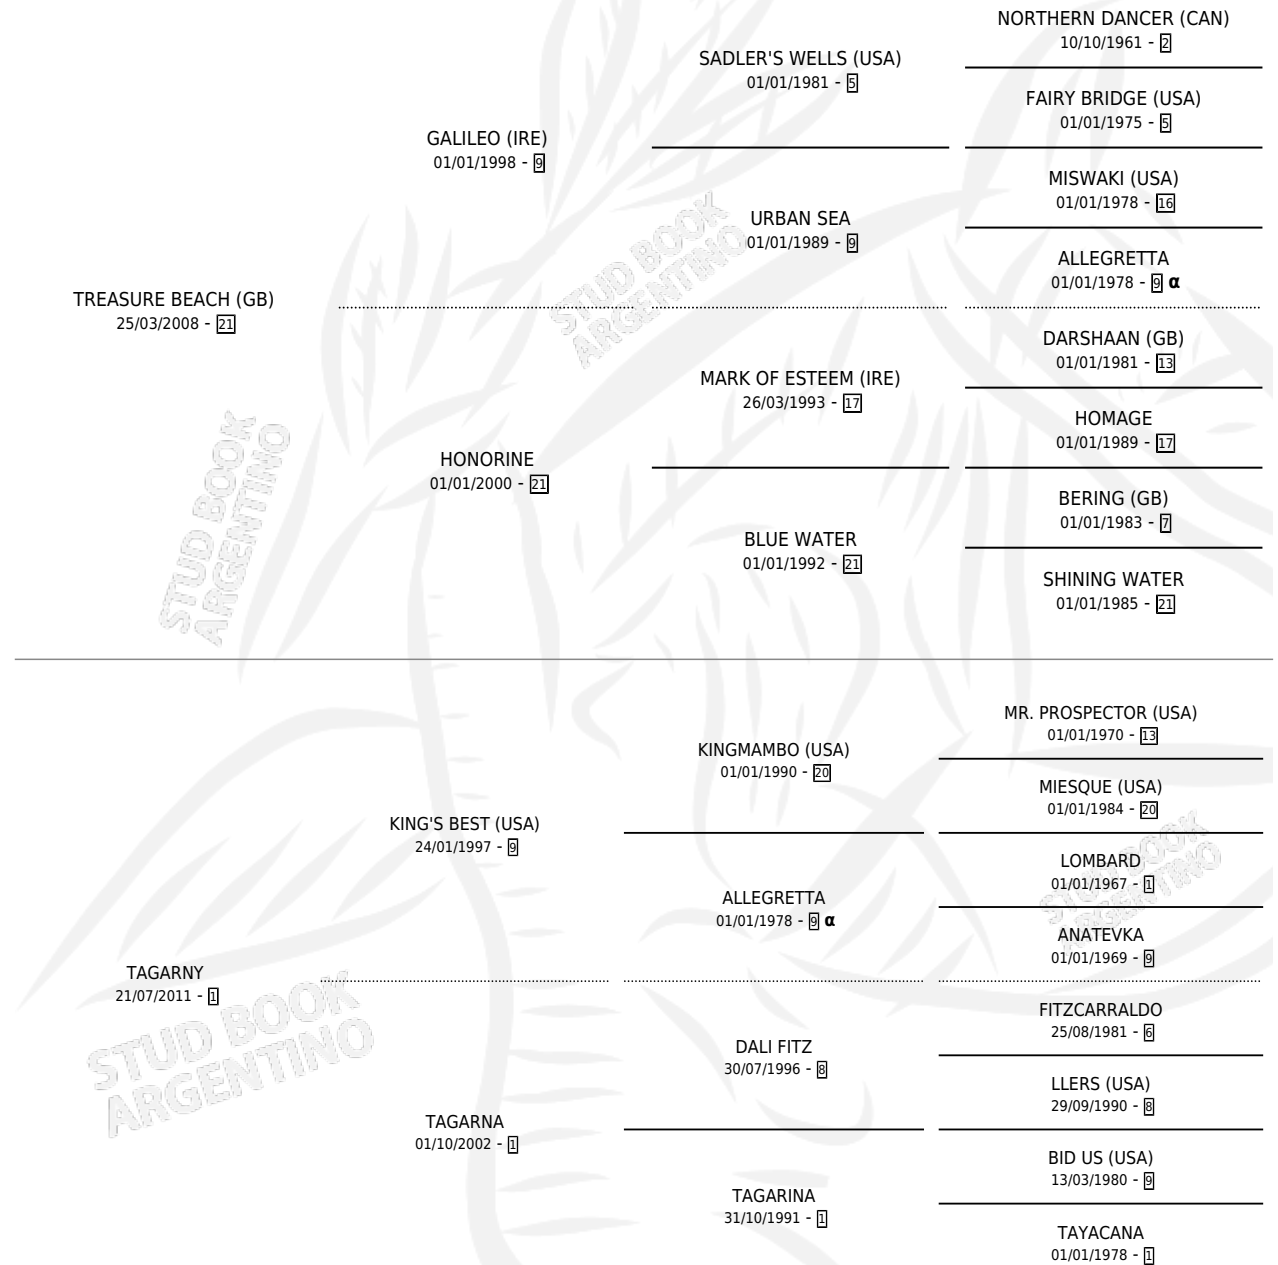 NORTHERN DANCER (CAN)
10/10/1961 - 2
SADLER'S WELLS (USA)
01/01/1981 - 5
FAIRY BRIDGE (USA)
01/01/1975 - 5
GALILEO (IRE)
01/01/1998 - 9
MISWAKI (USA)
01/01/1978 - 16
URBAN SEA
01/01/1989 - 9
ALLEGRETTA
01/01/1978 - 9 α
TREASURE BEACH (GB)
25/03/2008 - 21
DARSHAAN (GB)
01/01/1981 - 13
MARK OF ESTEEM (IRE)
26/03/1993 - 17
HOMAGE
01/01/1989 - 17
HONORINE
01/01/2000 - 21
BERING (GB)
01/01/1983 - 7
BLUE WATER
01/01/1992 - 21
SHINING WATER
01/01/1985 - 21
MR. PROSPECTOR (USA)
01/01/1970 - 13
KINGMAMBO (USA)
01/01/1990 - 20
MIESQUE (USA)
01/01/1984 - 20
KING'S BEST (USA)
24/01/1997 - 9
LOMBARD
01/01/1967 - 1
ALLEGRETTA
01/01/1978 - 9 α
ANATEVKA
01/01/1969 - 9
TAGARNY
21/07/2011 - 1
FITZCARRALDO
25/08/1981 - 6
DALI FITZ
30/07/1996 - 8
LLERS (USA)
29/09/1990 - 8
TAGARNA
01/10/2002 - 1
BID US (USA)
13/03/1980 - 9
TAGARINA
31/10/1991 - 1
TAYACANA
01/01/1978 - 1
STUD BOOK
ARGENTINO
STUD BOOK
ARGENTINO
STUD BOOK
ARGENTINO
STUD BOOK
ARGENTINO